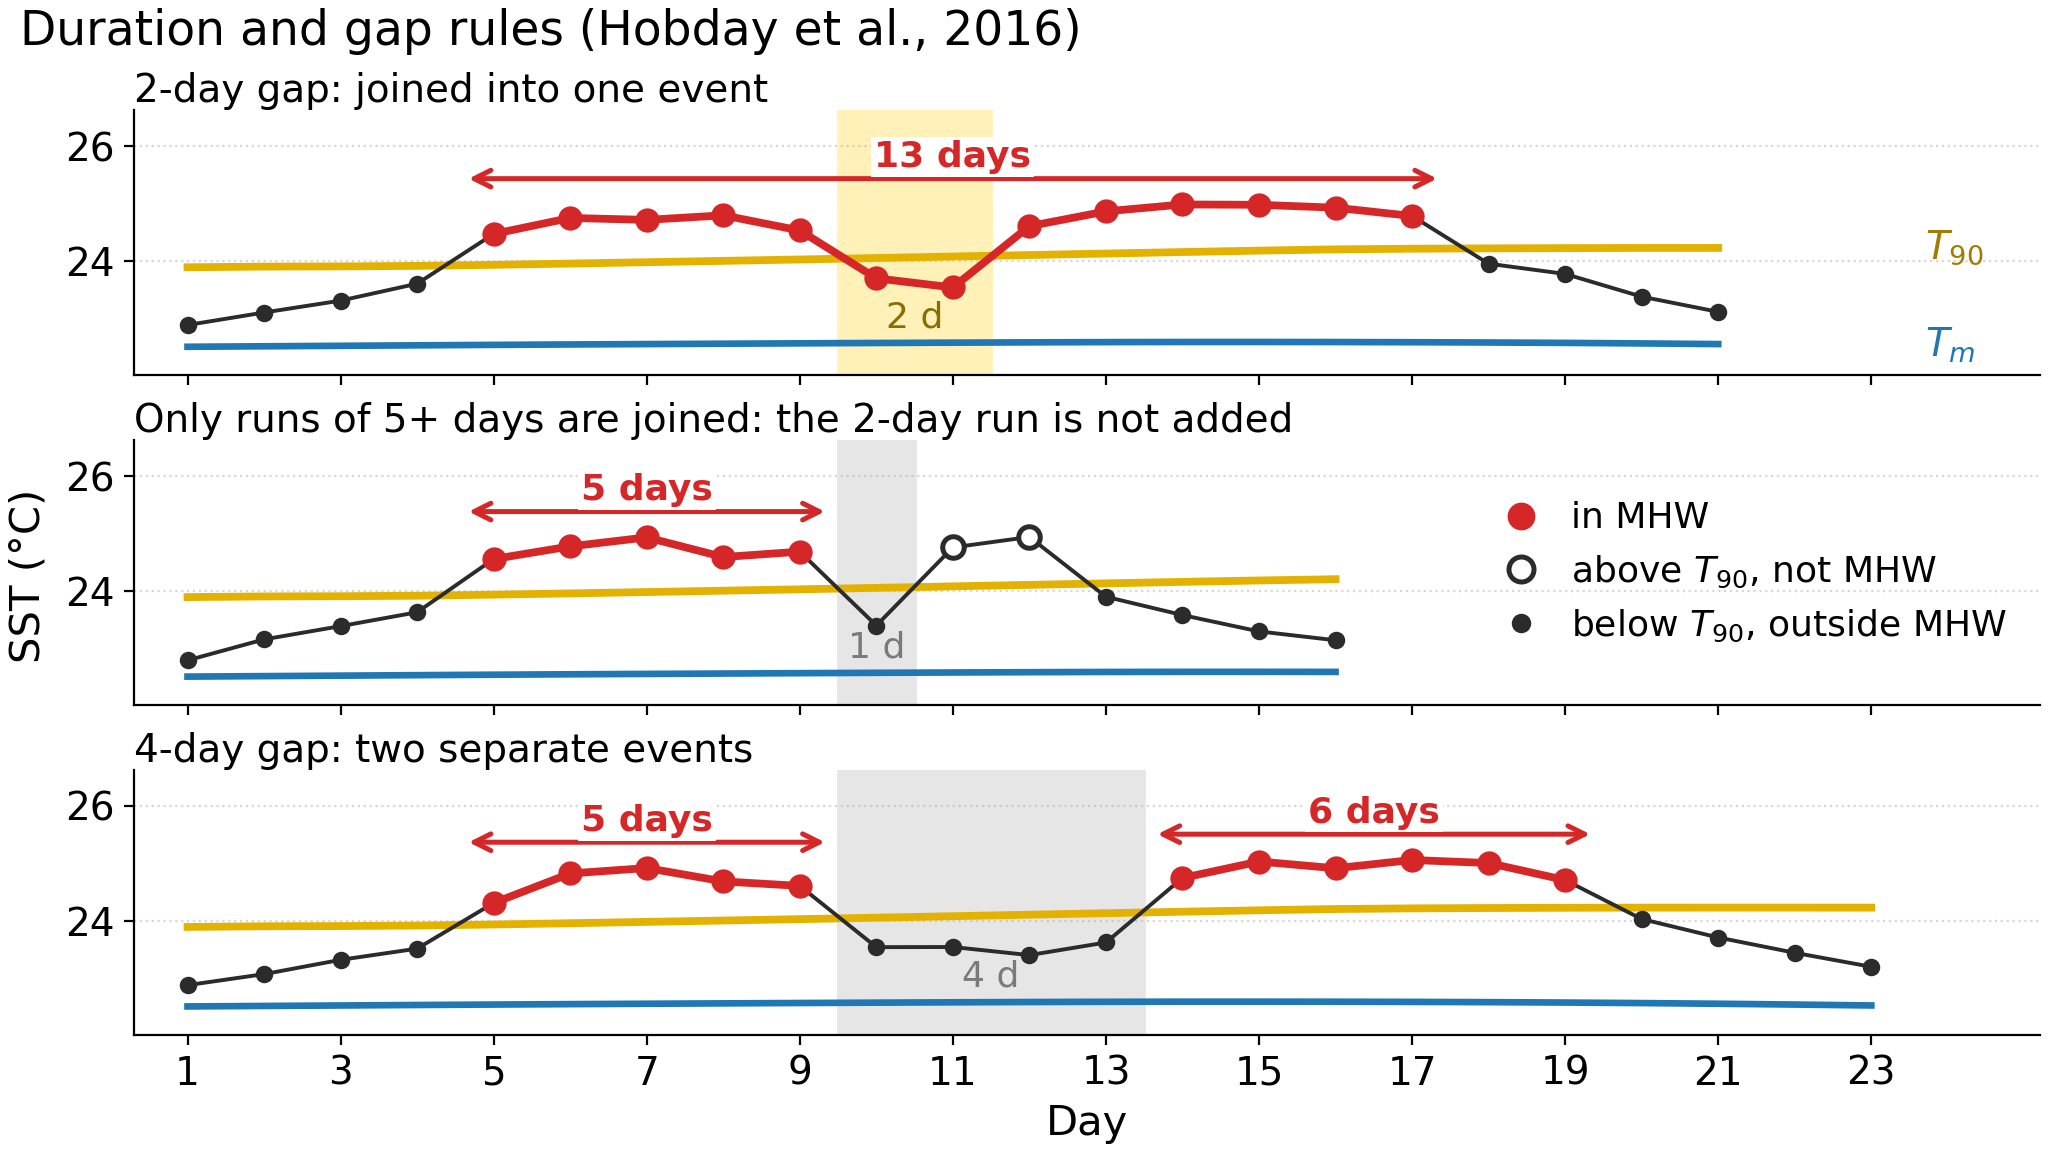 Duration and gap rules (Hobday et al., 2016)
2-day gap: joined into one event
26
24
13 days
2 d
T90
Tm
Only runs of 5+ days are joined: the 2-day run is not added
SST (°C)
26
24
5 days
1 d
in MHW
above T90, not MHW
below T90, outside MHW
4-day gap: two separate events
26
24
5 days
4 d
6 days
1 3 5 7 9 11 13 15 17 19 21 23
Day